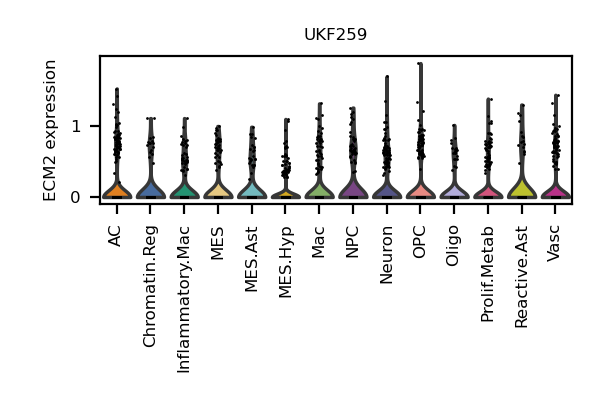 UKF259
ECM2 expression
1
0
AC
Chromatin.Reg
Inflammatory.Mac
MES
MES.Ast
MES.Hyp
Mac
NPC
Neuron
OPC
Oligo
Prolif.Metab
Reactive.Ast
Vasc